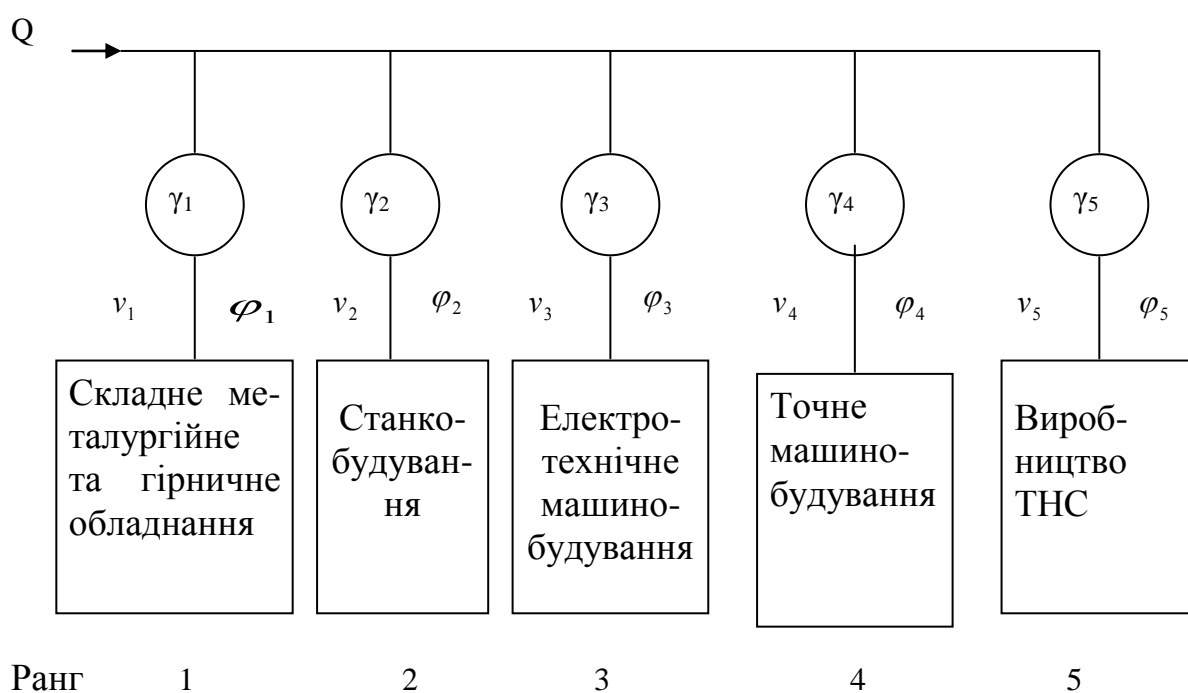 Q
γ1 γ2 γ3 γ4 γ5
v1 φ1 v2 φ2 v3 φ3 v4 φ4 v5 φ5
Складне ме-
талургійне
та гірничне
обладнання
Станко-
будуван-
ня
Електро-
технічне
машино-
будування
Точне
машино-
будування
Вироб-
ництво
ТНС
Ранг 1 2 3 4 5